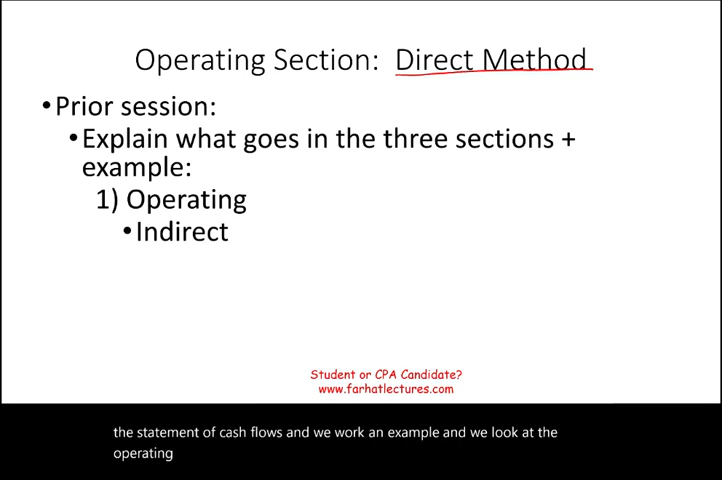 Operating Section: Direct Method
•Prior session:
•Explain what goes in the three sections +
example:
1) Operating
•Indirect
Student or CPA Candidate?
www.farhatlectures.com
the statement of cash flows and we work an example and we look at the
operating